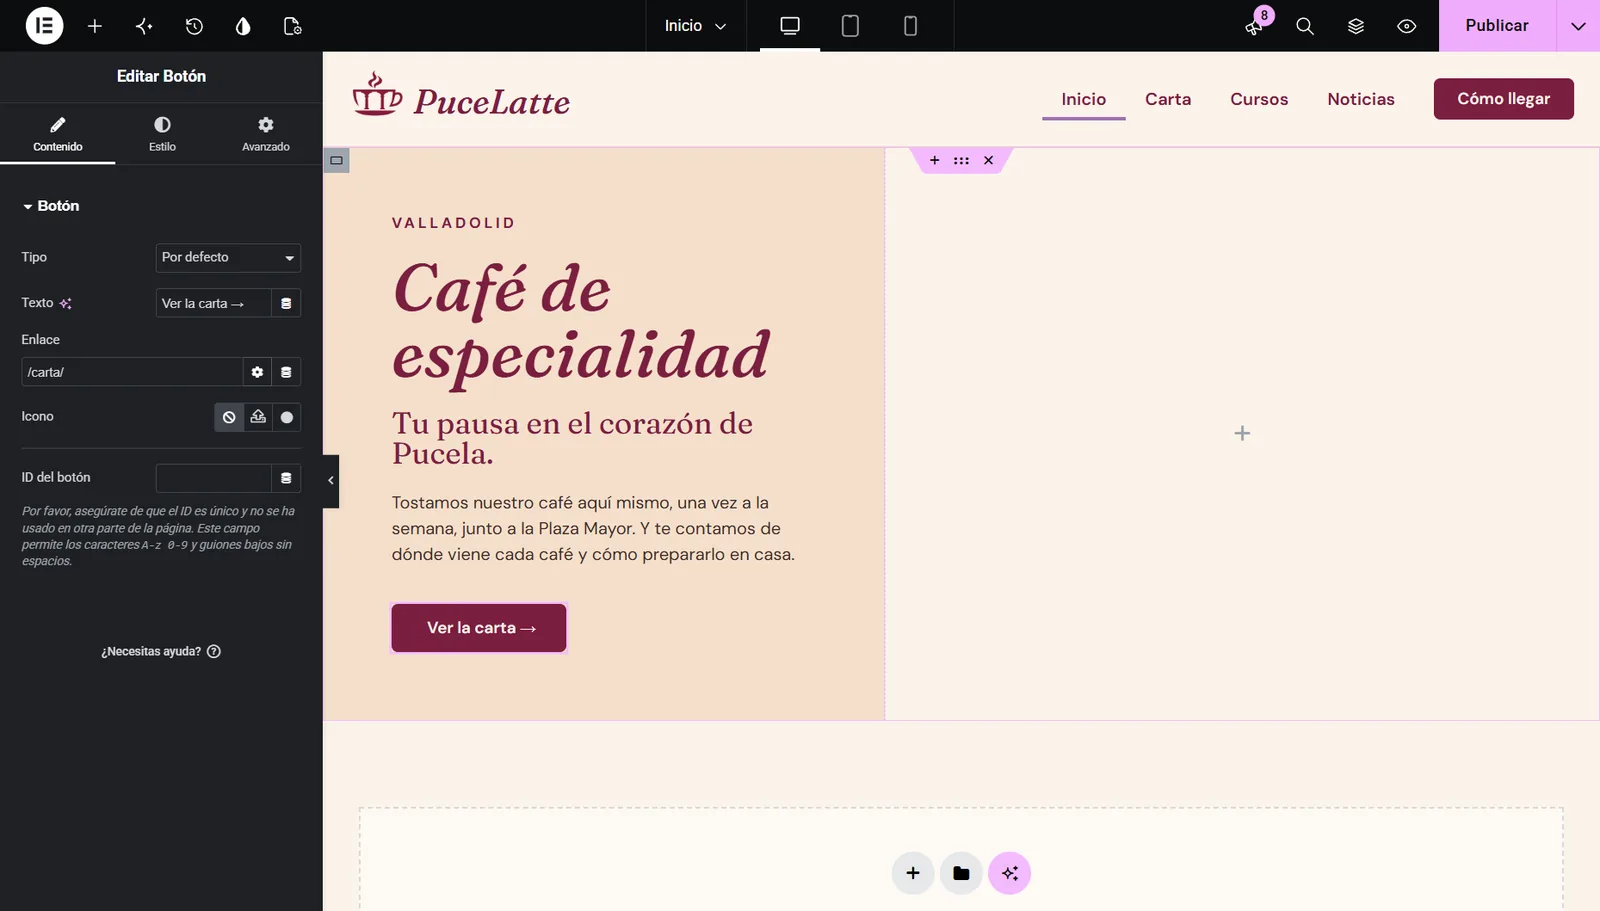 Inicio
8
Publicar
Editar Botón
Contenido
Estilo
Avanzado
Botón
Tipo
Por defecto
Texto
Ver la carta →
Enlace
/carta/
Icono
ID del botón
Por favor, asegúrate de que el ID es único y no se ha
usado en otra parte de la página. Este campo
permite los caracteres A-z 0-9 y guiones bajos sin
espacios.
¿Necesitas ayuda? ?
PuceLatte
Inicio
Carta
Cursos
Noticias
Cómo llegar
VALLADOLID
Café de
especialidad
Tu pausa en el corazón de
Pucela.
Tostamos nuestro café aquí mismo, una vez a la
semana, junto a la Plaza Mayor. Y te contamos de
dónde viene cada café y cómo prepararlo en casa.
Ver la carta →